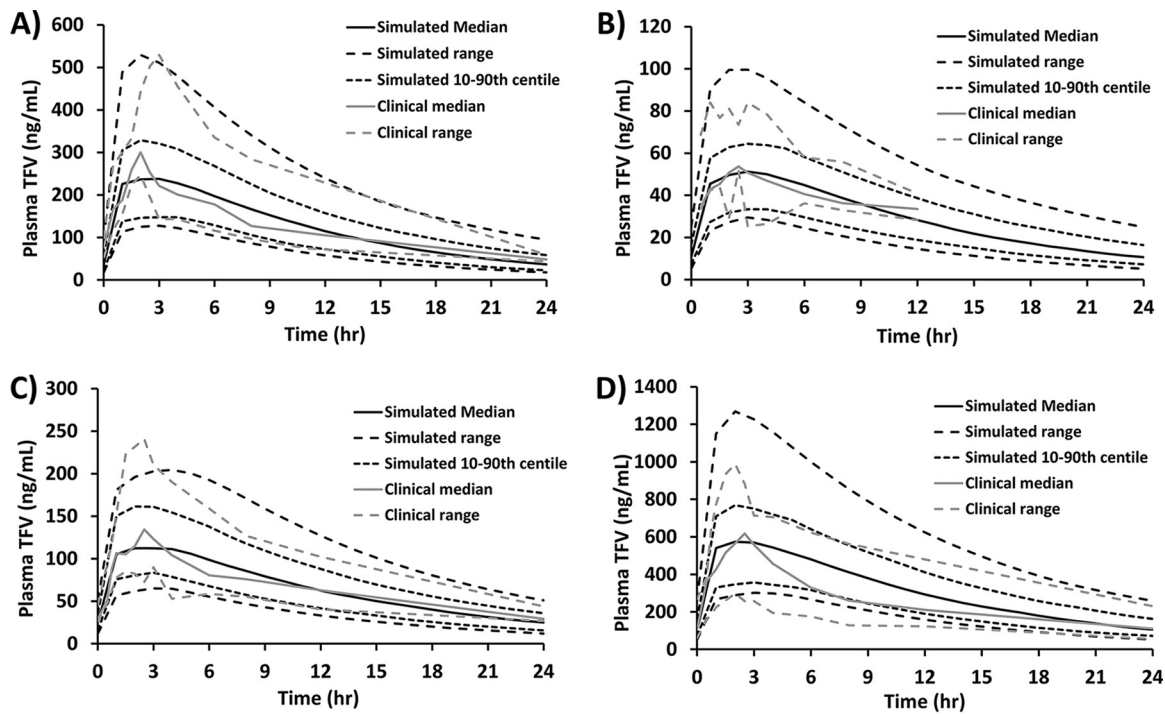 A)
Plasma TFV (ng/mL)
600
500
400
300
200
100
0
0 3 6 9 12 15 18 21 24
Time (hr)
Simulated Median
Simulated range
Simulated 10-90th centile
Clinical median
Clinical range
B)
Plasma TFV (ng/mL)
120
100
80
60
40
20
0
0 3 6 9 12 15 18 21 24
Time (hr)
Simulated Median
Simulated range
Simulated 10-90th centile
Clinical median
Clinical range
C)
Plasma TFV (ng/mL)
300
250
200
150
100
50
0
0 3 6 9 12 15 18 21 24
Time (hr)
Simulated Median
Simulated range
Simulated 10-90th centile
Clinical median
Clinical range
D)
Plasma TFV (ng/mL)
1400
1200
1000
800
600
400
200
0
0 3 6 9 12 15 18 21 24
Time (hr)
Simulated Median
Simulated range
Simulated 10-90th centile
Clinical median
Clinical range